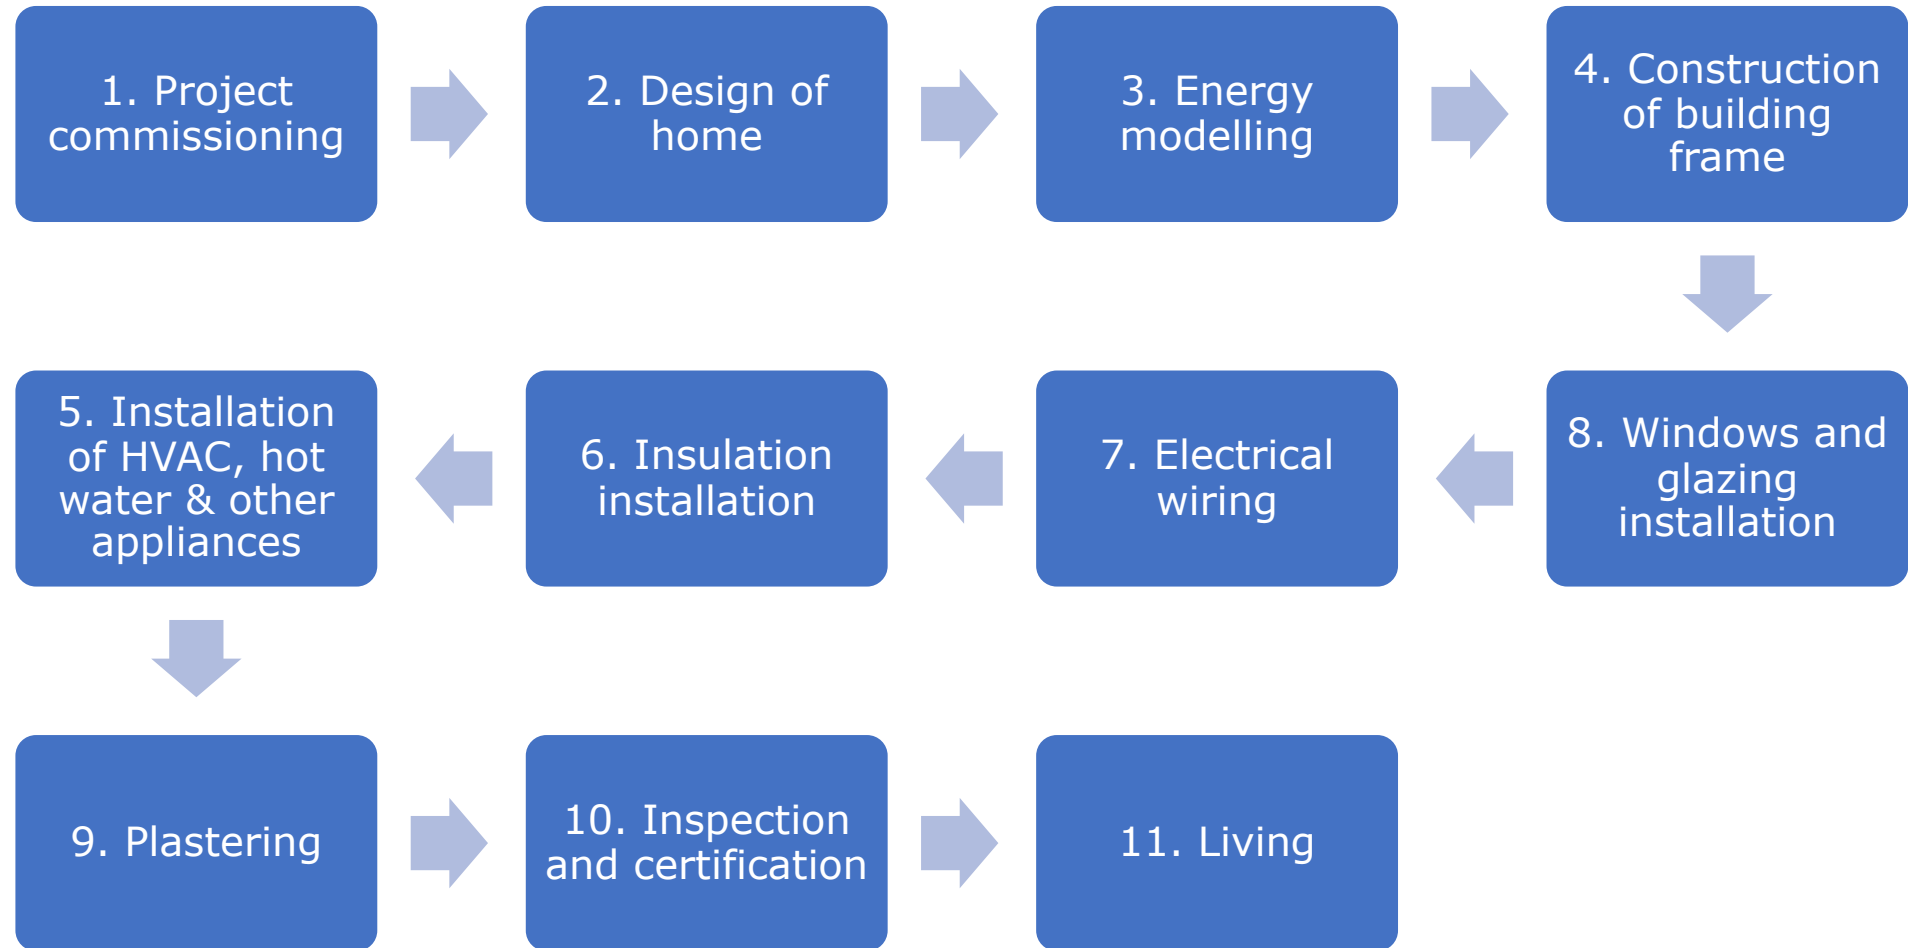 1. Project
commissioning
2. Design of
home
3. Energy
modelling
4. Construction
of building
frame
5. Installation
of HVAC, hot
water & other
appliances
6. Insulation
installation
7. Electrical
wiring
8. Windows and
glazing
installation
9. Plastering
10. Inspection
and certification
11. Living